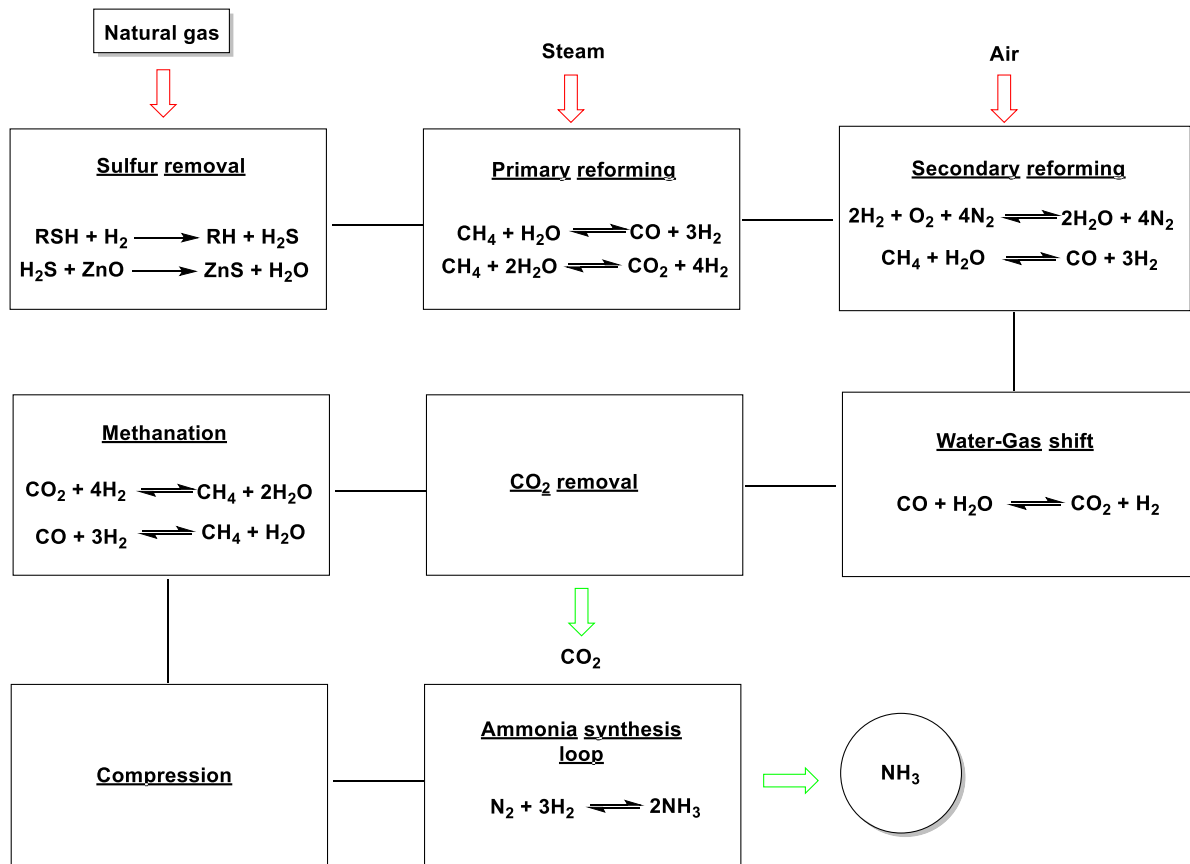 Natural gas
Steam
Air
Sulfur removal
RSH + H₂ ⟶ RH + H₂S
H₂S + ZnO ⟶ ZnS + H₂O
Primary reforming
CH₄ + H₂O ⇌ CO + 3H₂
CH₄ + 2H₂O ⇌ CO₂ + 4H₂
Secondary reforming
2H₂ + O₂ + 4N₂ ⇌ 2H₂O + 4N₂
CH₄ + H₂O ⇌ CO + 3H₂
Methanation
CO₂ + 4H₂ ⇌ CH₄ + 2H₂O
CO + 3H₂ ⇌ CH₄ + H₂O
CO₂ removal
CO₂
Water-Gas shift
CO + H₂O ⇌ CO₂ + H₂
Compression
Ammonia synthesis
loop
N₂ + 3H₂ ⇌ 2NH₃
NH₃